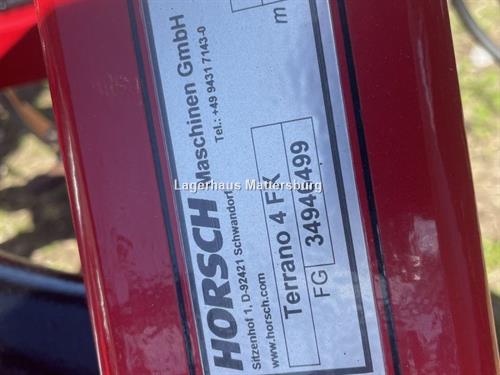 HORSCH Maschinen GmbH
Sitzenhof 1, D-92421 Schwandorf Tel.: +49 9431 7143-0
www.horsch.com
Terrano 4 FX
FG
m
Lagerhaus Mattersburg